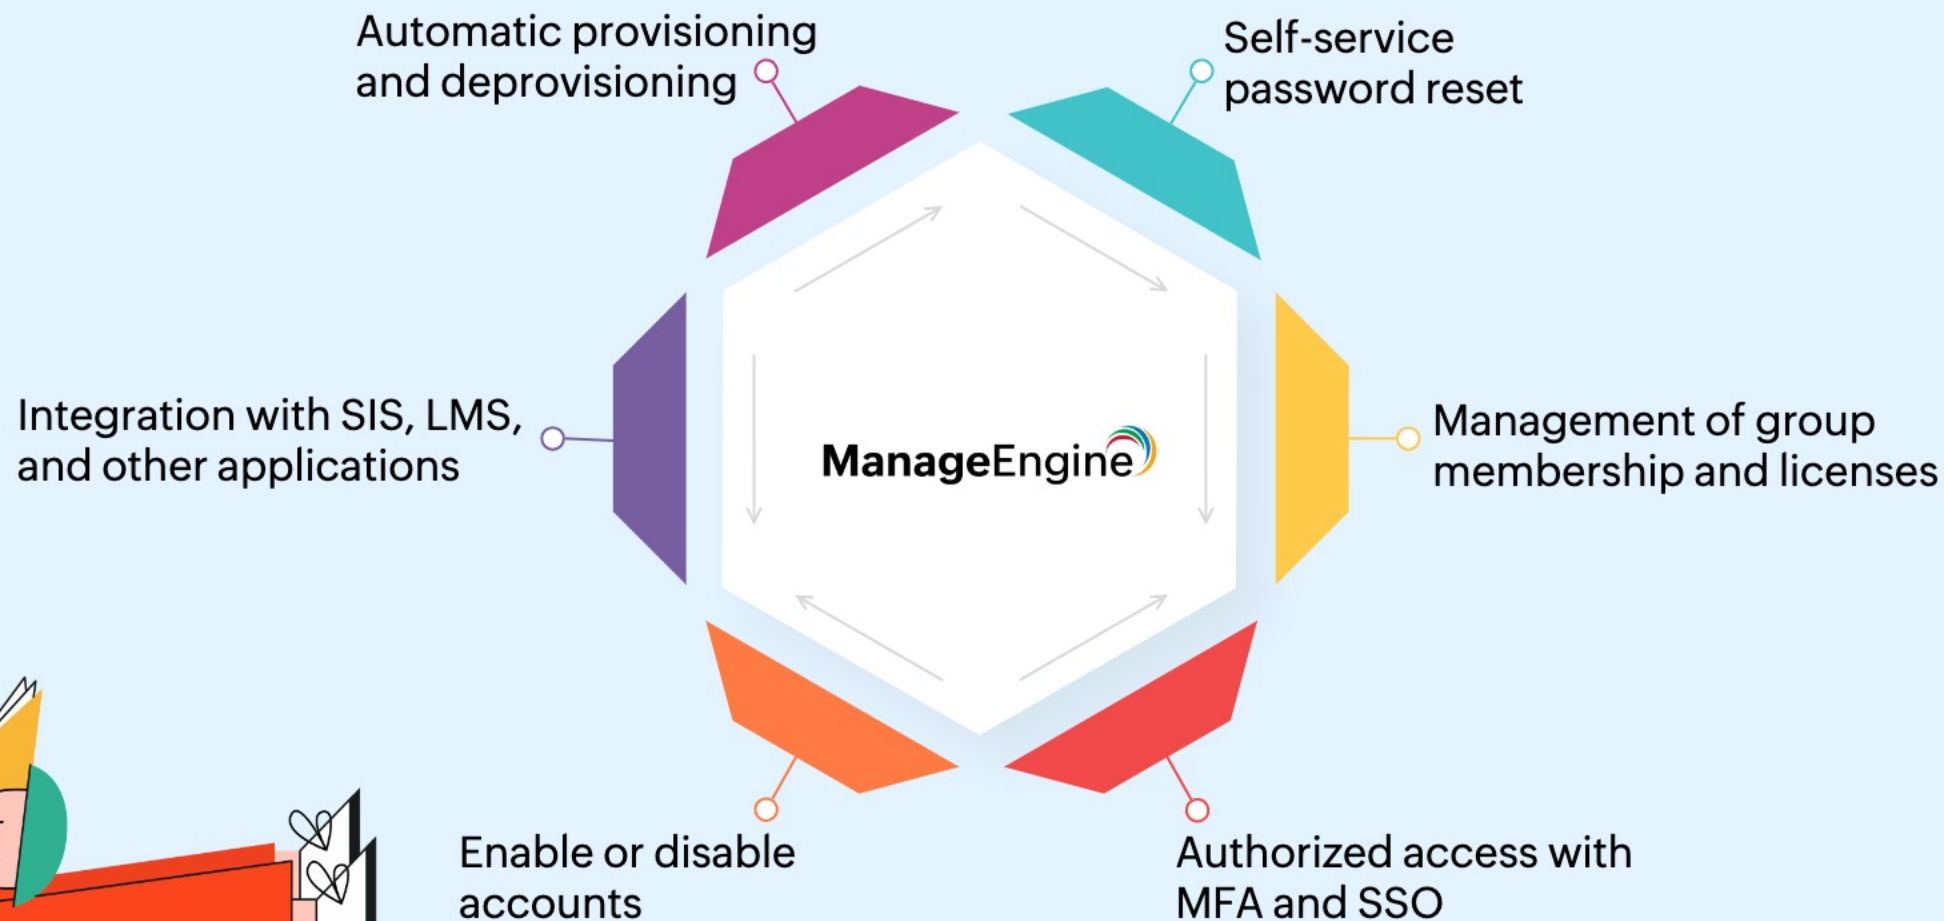 Automatic provisioning
and deprovisioning
Self-service
password reset
Integration with SIS, LMS,
and other applications
ManageEngine
Management of group
membership and licenses
Enable or disable
accounts
Authorized access with
MFA and SSO